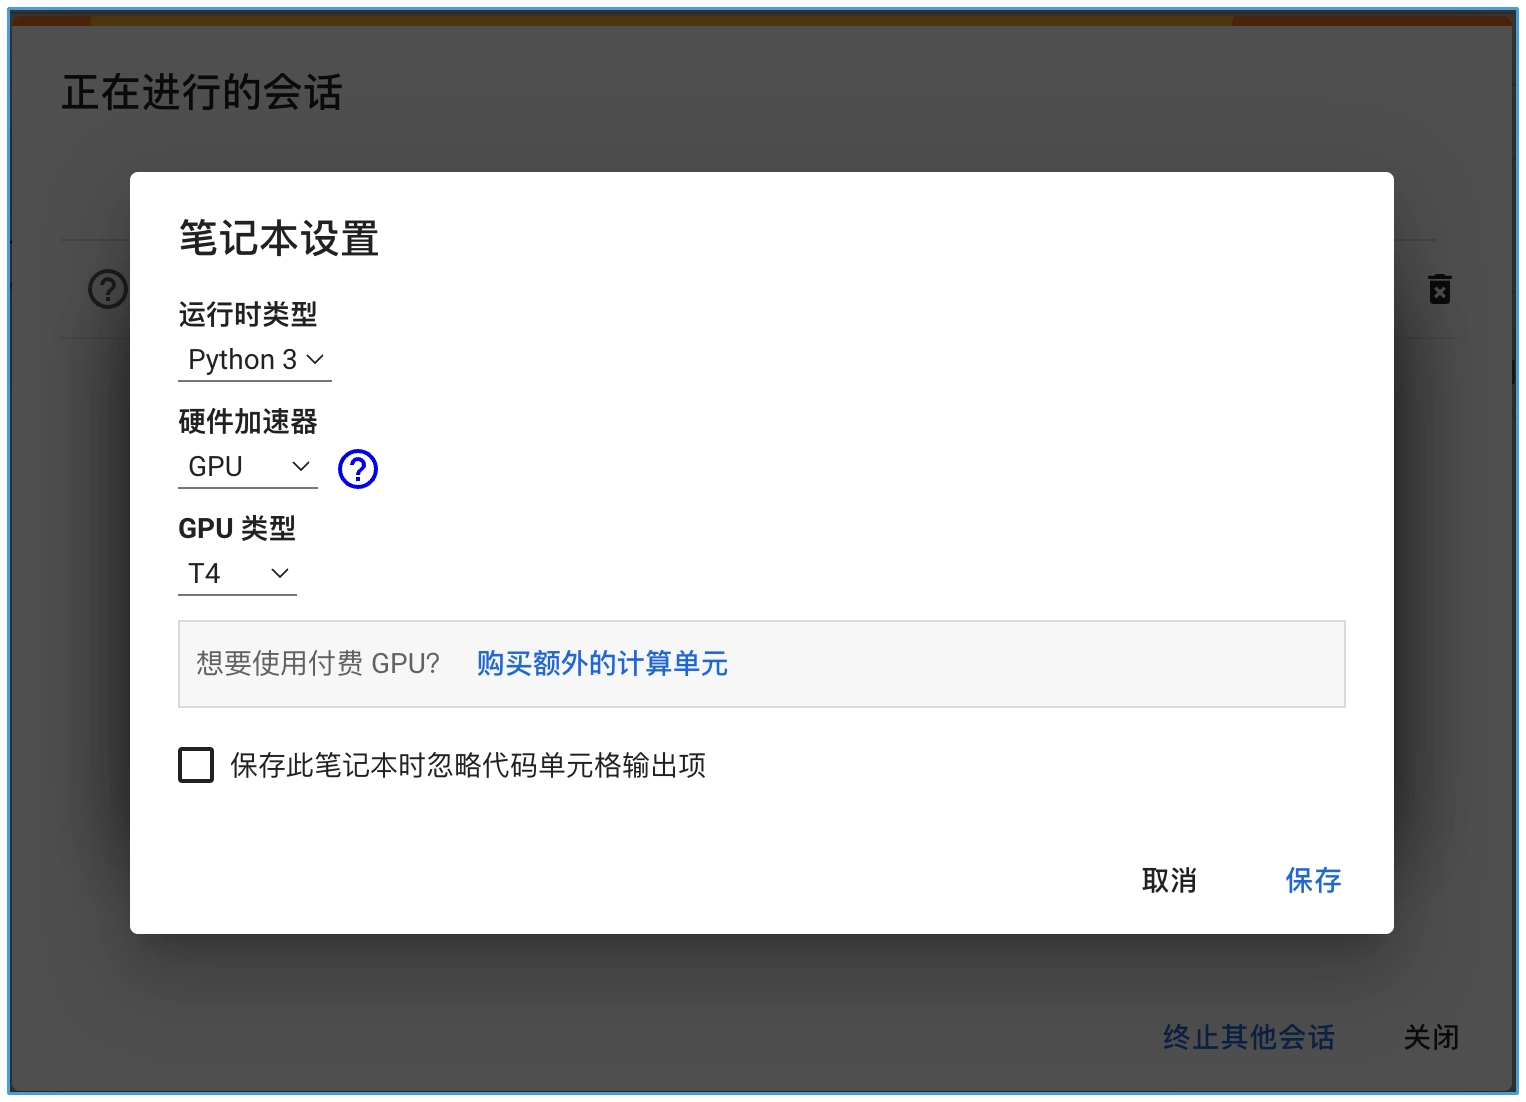 正在进行的会话
笔记本设置
运行时类型
Python 3
硬件加速器
GPU
GPU 类型
T4
想要使用付费 GPU? 购买额外的计算单元
保存此笔记本时忽略代码单元格输出项
取消 保存
终止其他会话 关闭